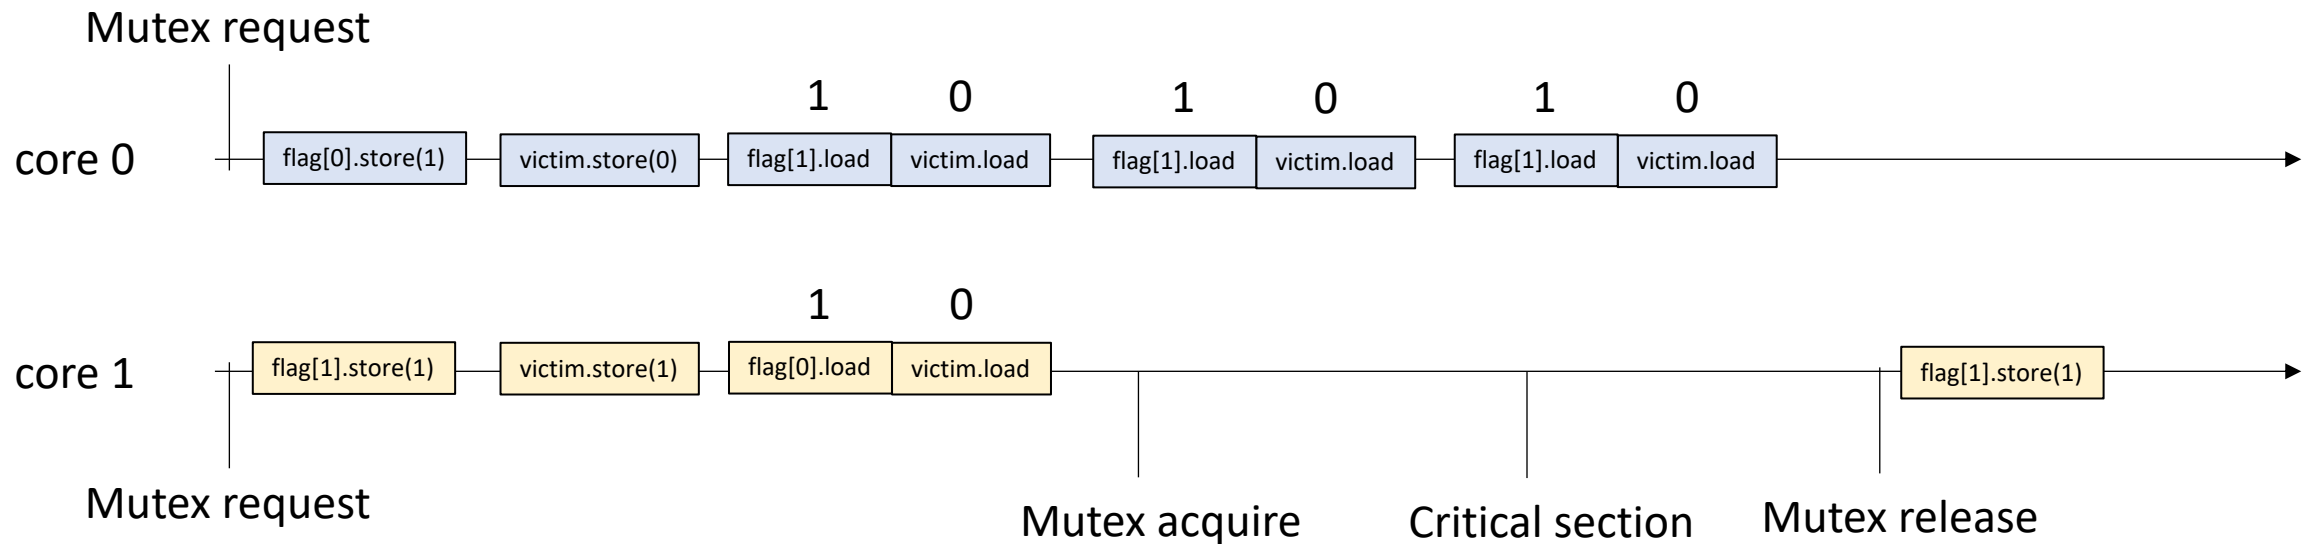 Mutex request
1 0 1 0 1 0
core 0 flag[0].store(1) victim.store(0) flag[1].load victim.load flag[1].load victim.load flag[1].load victim.load
1 0
core 1 flag[1].store(1) victim.store(1) flag[0].load victim.load flag[1].store(1)
Mutex request Mutex acquire Critical section Mutex release